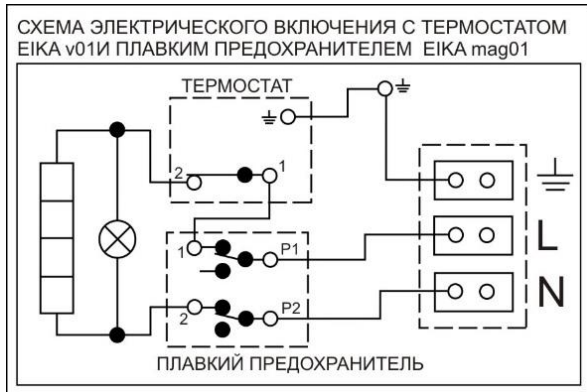 СХЕМА ЭЛЕКТРИЧЕСКОГО ВКЛЮЧЕНИЯ С ТЕРМОСТАТОМ
EIKA v01И ПЛАВКИМ ПРЕДОХРАНИТЕЛЕМ EIKA mag01
ТЕРМОСТАТ
2 1
1 P1
L
2 P2
N
ПЛАВКИЙ ПРЕДОХРАНИТЕЛЬ